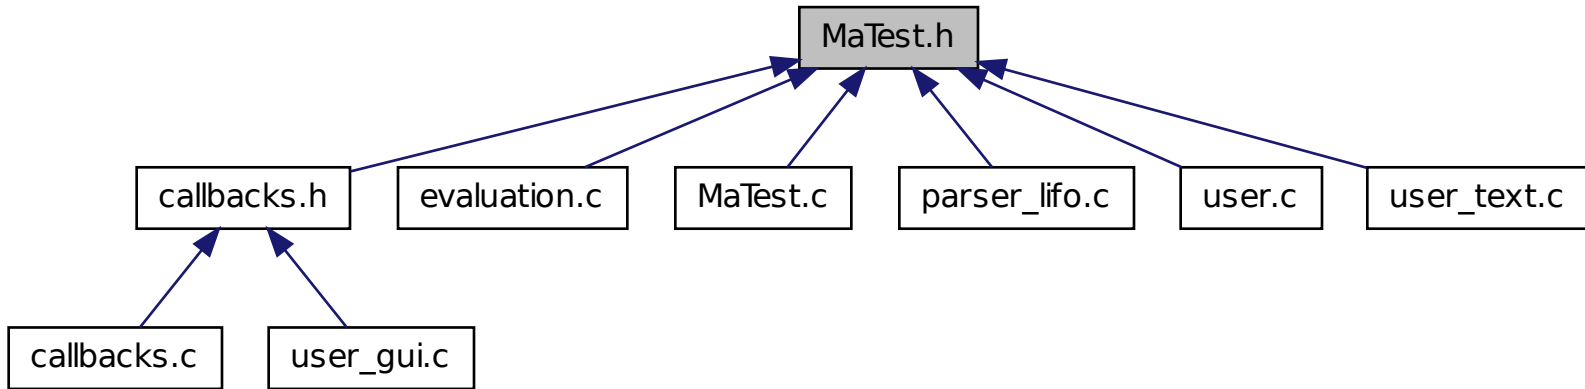 MaTest.h
callbacks.h
evaluation.c
MaTest.c
parser_lifo.c
user.c
user_text.c
callbacks.c
user_gui.c